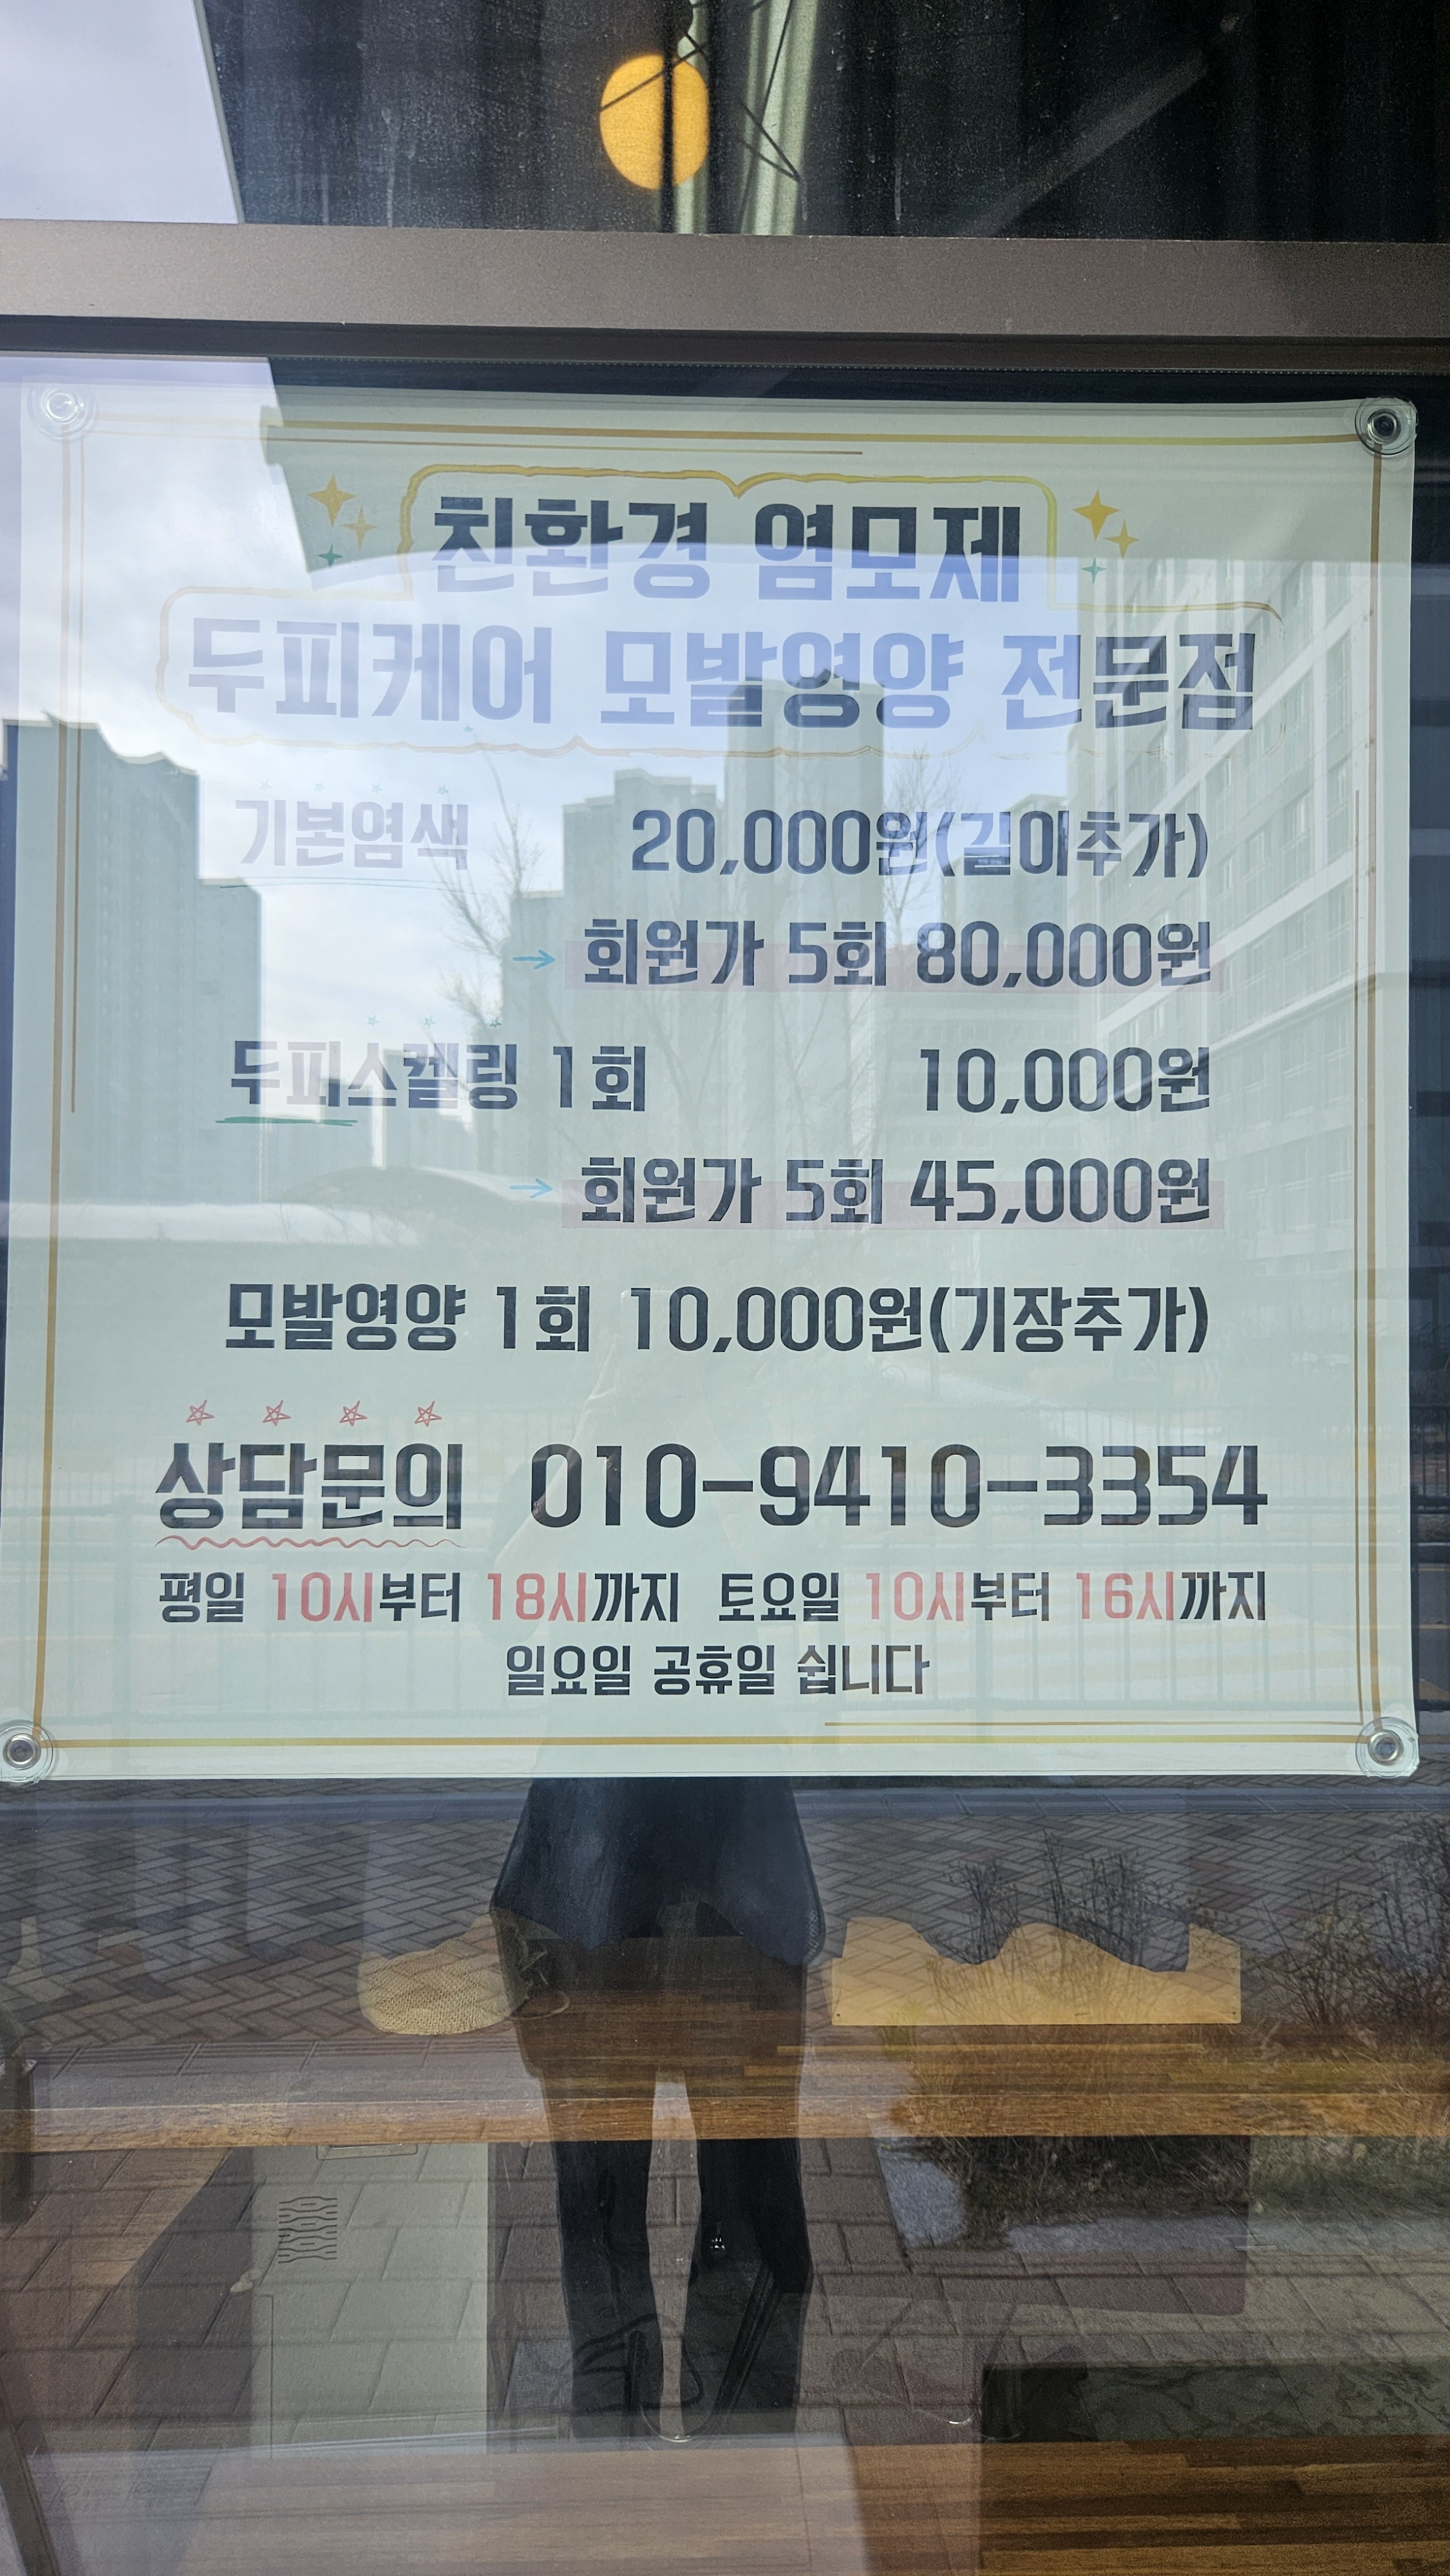 친환경 염모제
두피케어 모발영양 전문점
기본염색 20,000원(길이추가)
→ 회원가 5회 80,000원
두피스켈링 1회 10,000원
→ 회원가 5회 45,000원
모발영양 1회 10,000원(기장추가)
상담문의 010-9410-3354
평일 10시부터 18시까지 토요일 10시부터 16시까지
일요일 공휴일 쉽니다